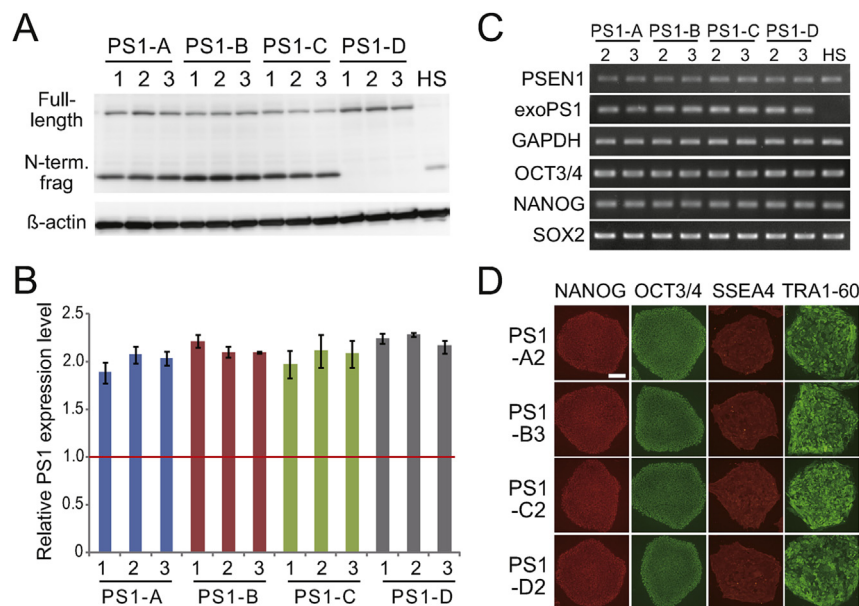 A
PS1-A PS1-B PS1-C PS1-D
1 2 3 1 2 3 1 2 3 1 2 3 HS
Full-
length
N-term.
frag
ß-actin
B
Relative PS1 expression level
2.5
2.0
1.5
1.0
0.5
0
1 2 3 1 2 3 1 2 3 1 2 3
PS1-A PS1-B PS1-C PS1-D
C
PS1-A PS1-B PS1-C PS1-D
2 3 2 3 2 3 2 3 HS
PSEN1
exoPS1
GAPDH
OCT3/4
NANOG
SOX2
D
NANOG OCT3/4 SSEA4 TRA1-60
PS1
-A2
PS1
-B3
PS1
-C2
PS1
-D2